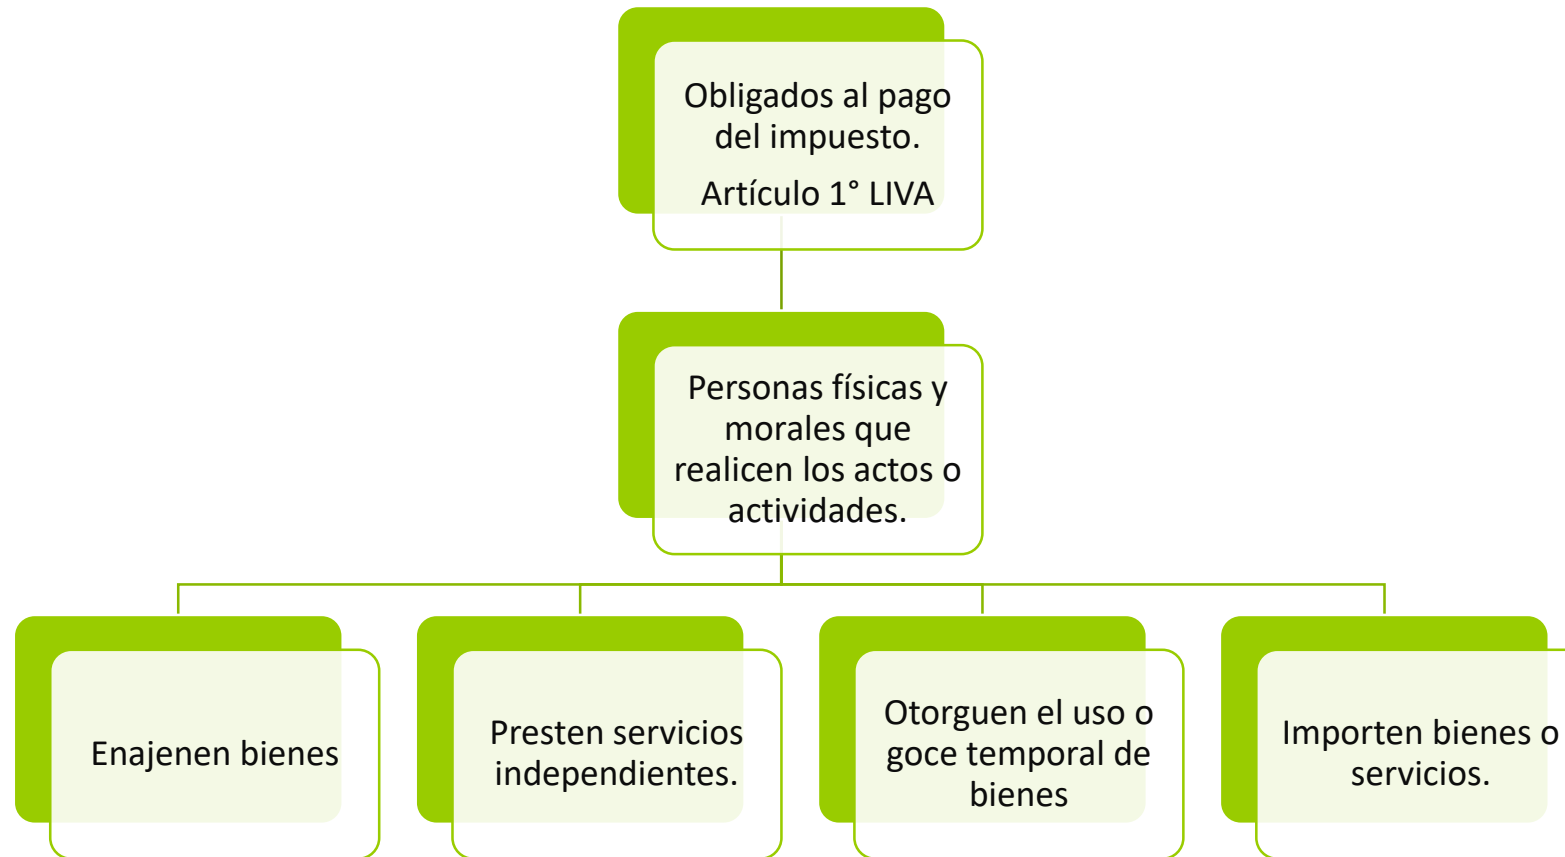 Obligados al pago
del impuesto.
Artículo 1° LIVA
Personas físicas y
morales que
realicen los actos o
actividades.
Enajenen bienes
Presten servicios
independientes.
Otorguen el uso o
goce temporal de
bienes
Importen bienes o
servicios.